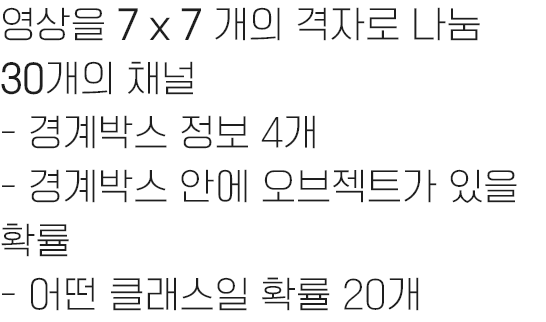 영상을 7 x 7 개의 격자로 나눔
30개의 채널
- 경계박스 정보 4개
- 경계박스 안에 오브젝트가 있을
확률
- 어떤 클래스일 확률 20개